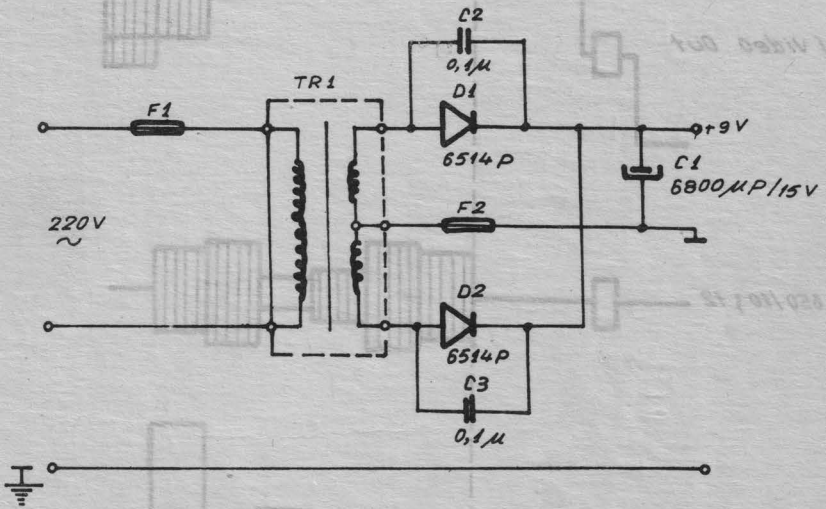 C2
0,1µ
TR1
F1
D1
6514P
+9V
C1
6800µP/15V
F2
220V
~
D2
6514P
C3
0,1µ
Video Out